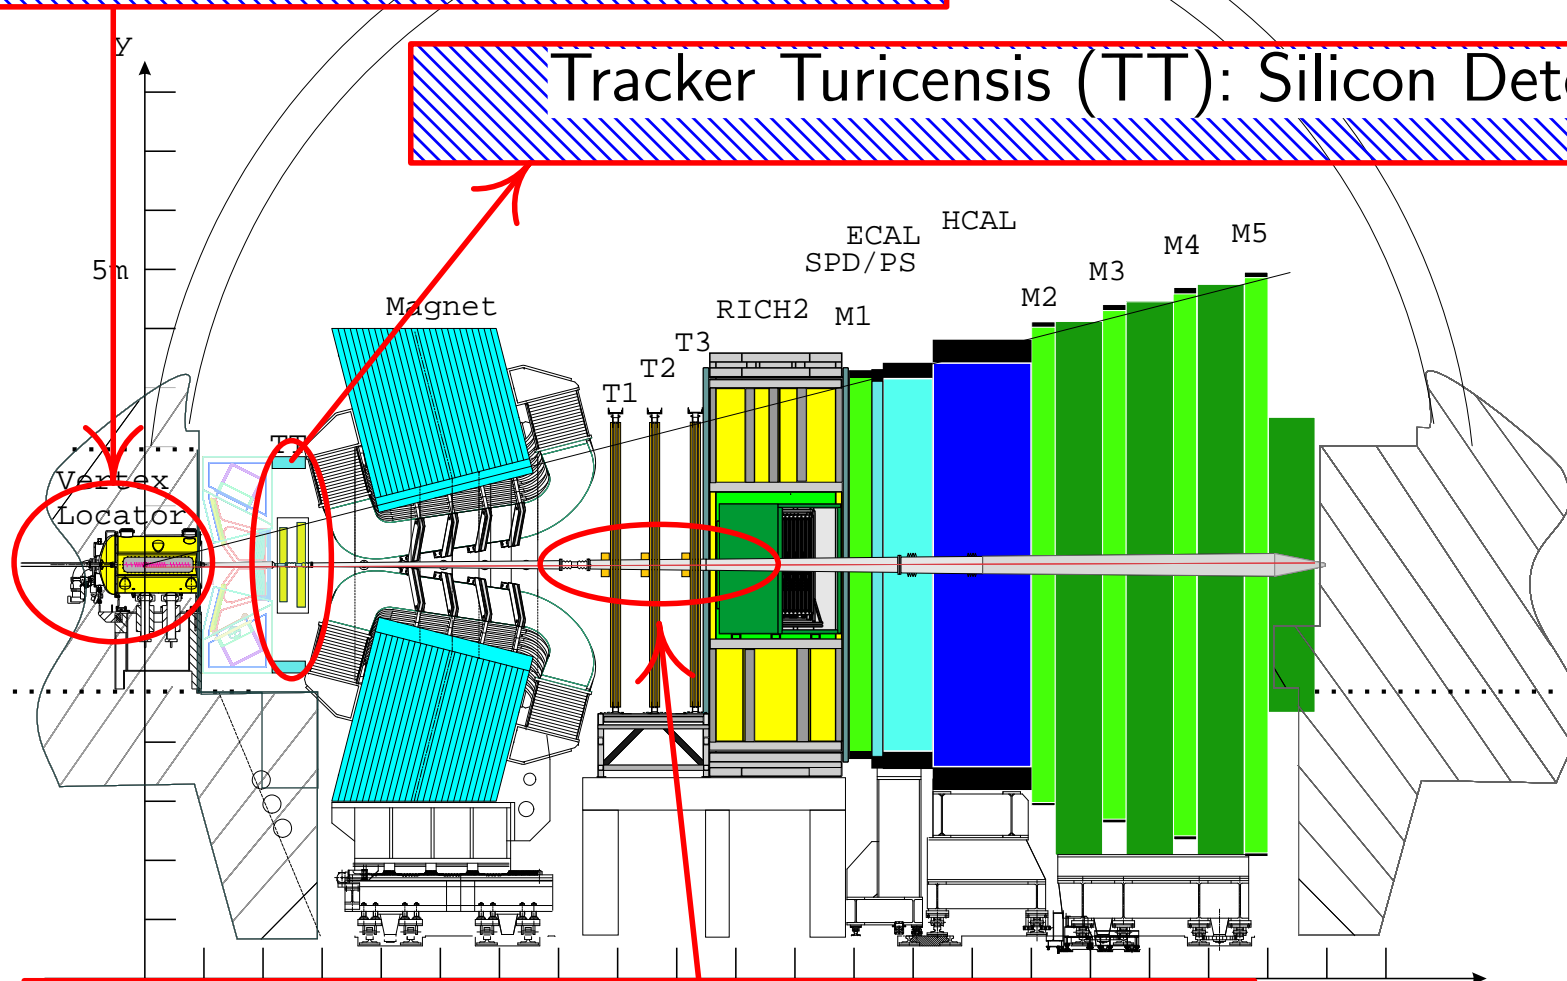 y
Tracker Turicensis (TT): Silicon
5m
Magnet
T1
T2
T3
RICH2
M1
SPD/PS
ECAL
HCAL
M2
M3
M4
M5
TT
Vertex
Locator